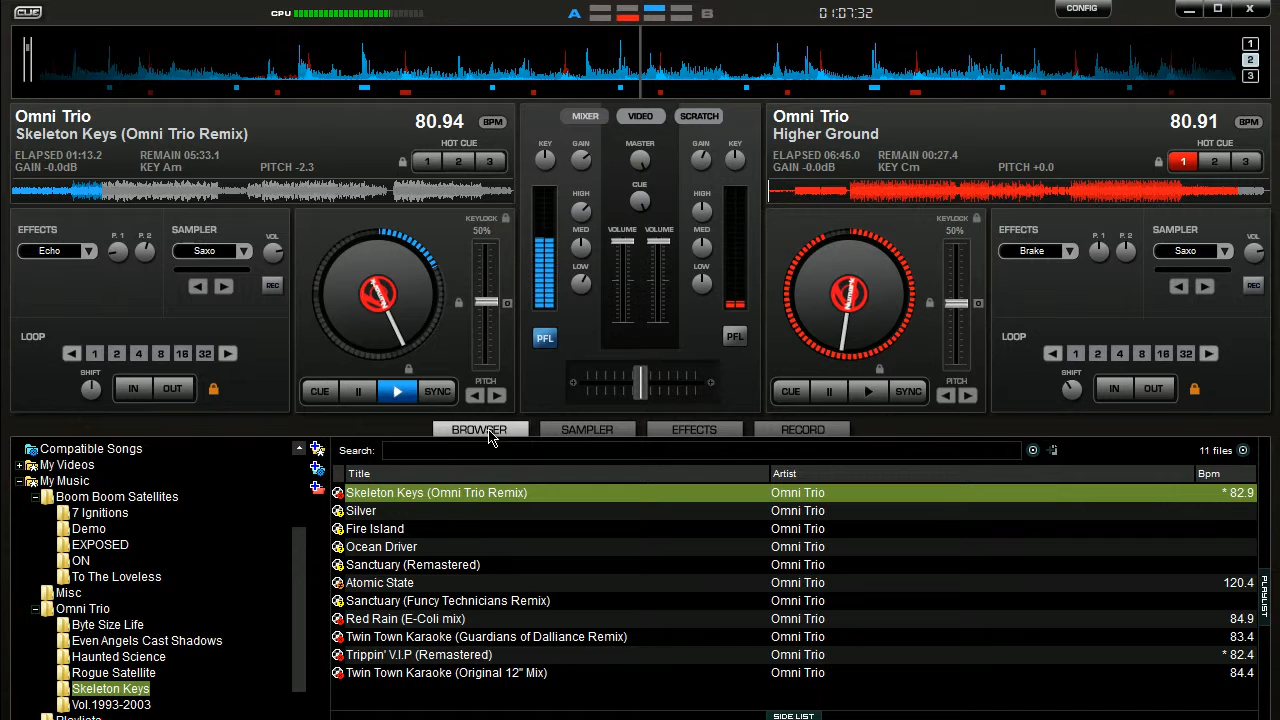 CUE CPU A B 01:07:32 CONFIG X
1
2
3
Omni Trio
Skeleton Keys (Omni Trio Remix)
80.94 BPM
HOT CUE
ELAPSED 01:13.2 REMAIN 05:33.1
GAIN -0.0dB KEY Am PITCH -2.3
1 2 3
MIXER VIDEO SCRATCH
KEY GAIN MASTER GAIN KEY
CUE
HIGH HIGH
MED VOLUME VOLUME MED
LOW LOW
PFL PFL
Omni Trio
Higher Ground
80.91 BPM
HOT CUE
ELAPSED 06:45.0 REMAIN 00:27.4
GAIN -0.0dB KEY Cm PITCH +0.0
1 2 3
EFFECTS P. 1 P. 2 SAMPLER VOL
Echo Saxo
REC
LOOP
1 2 4 8 16 32
SHIFT
IN OUT
KEYLOCK
50%
Numark
CUE SYNC PITCH
KEYLOCK
50%
Numark
CUE SYNC PITCH
EFFECTS P. 1 P. 2 SAMPLER VOL
Brake Saxo
REC
LOOP
1 2 4 8 16 32
SHIFT
IN OUT
BROWSER SAMPLER EFFECTS RECORD
Compatible Songs
My Videos
My Music
Boom Boom Satellites
7 Ignitions
Demo
EXPOSED
ON
To The Loveless
Misc
Omni Trio
Byte Size Life
Even Angels Cast Shadows
Haunted Science
Rogue Satellite
Skeleton Keys
Vol.1993-2003
Playlists
Search: 11 files
Title Artist Bpm
Skeleton Keys (Omni Trio Remix) Omni Trio * 82.9
Silver Omni Trio
Fire Island Omni Trio
Ocean Driver Omni Trio
Sanctuary (Remastered) Omni Trio
Atomic State Omni Trio 120.4
Sanctuary (Funcy Technicians Remix) Omni Trio
Red Rain (E-Coli mix) Omni Trio 84.9
Twin Town Karaoke (Guardians of Dalliance Remix) Omni Trio 83.4
Trippin' V.I.P (Remastered) Omni Trio * 82.4
Twin Town Karaoke (Original 12" Mix) Omni Trio 84.4
PLAYLIST
SIDE LIST